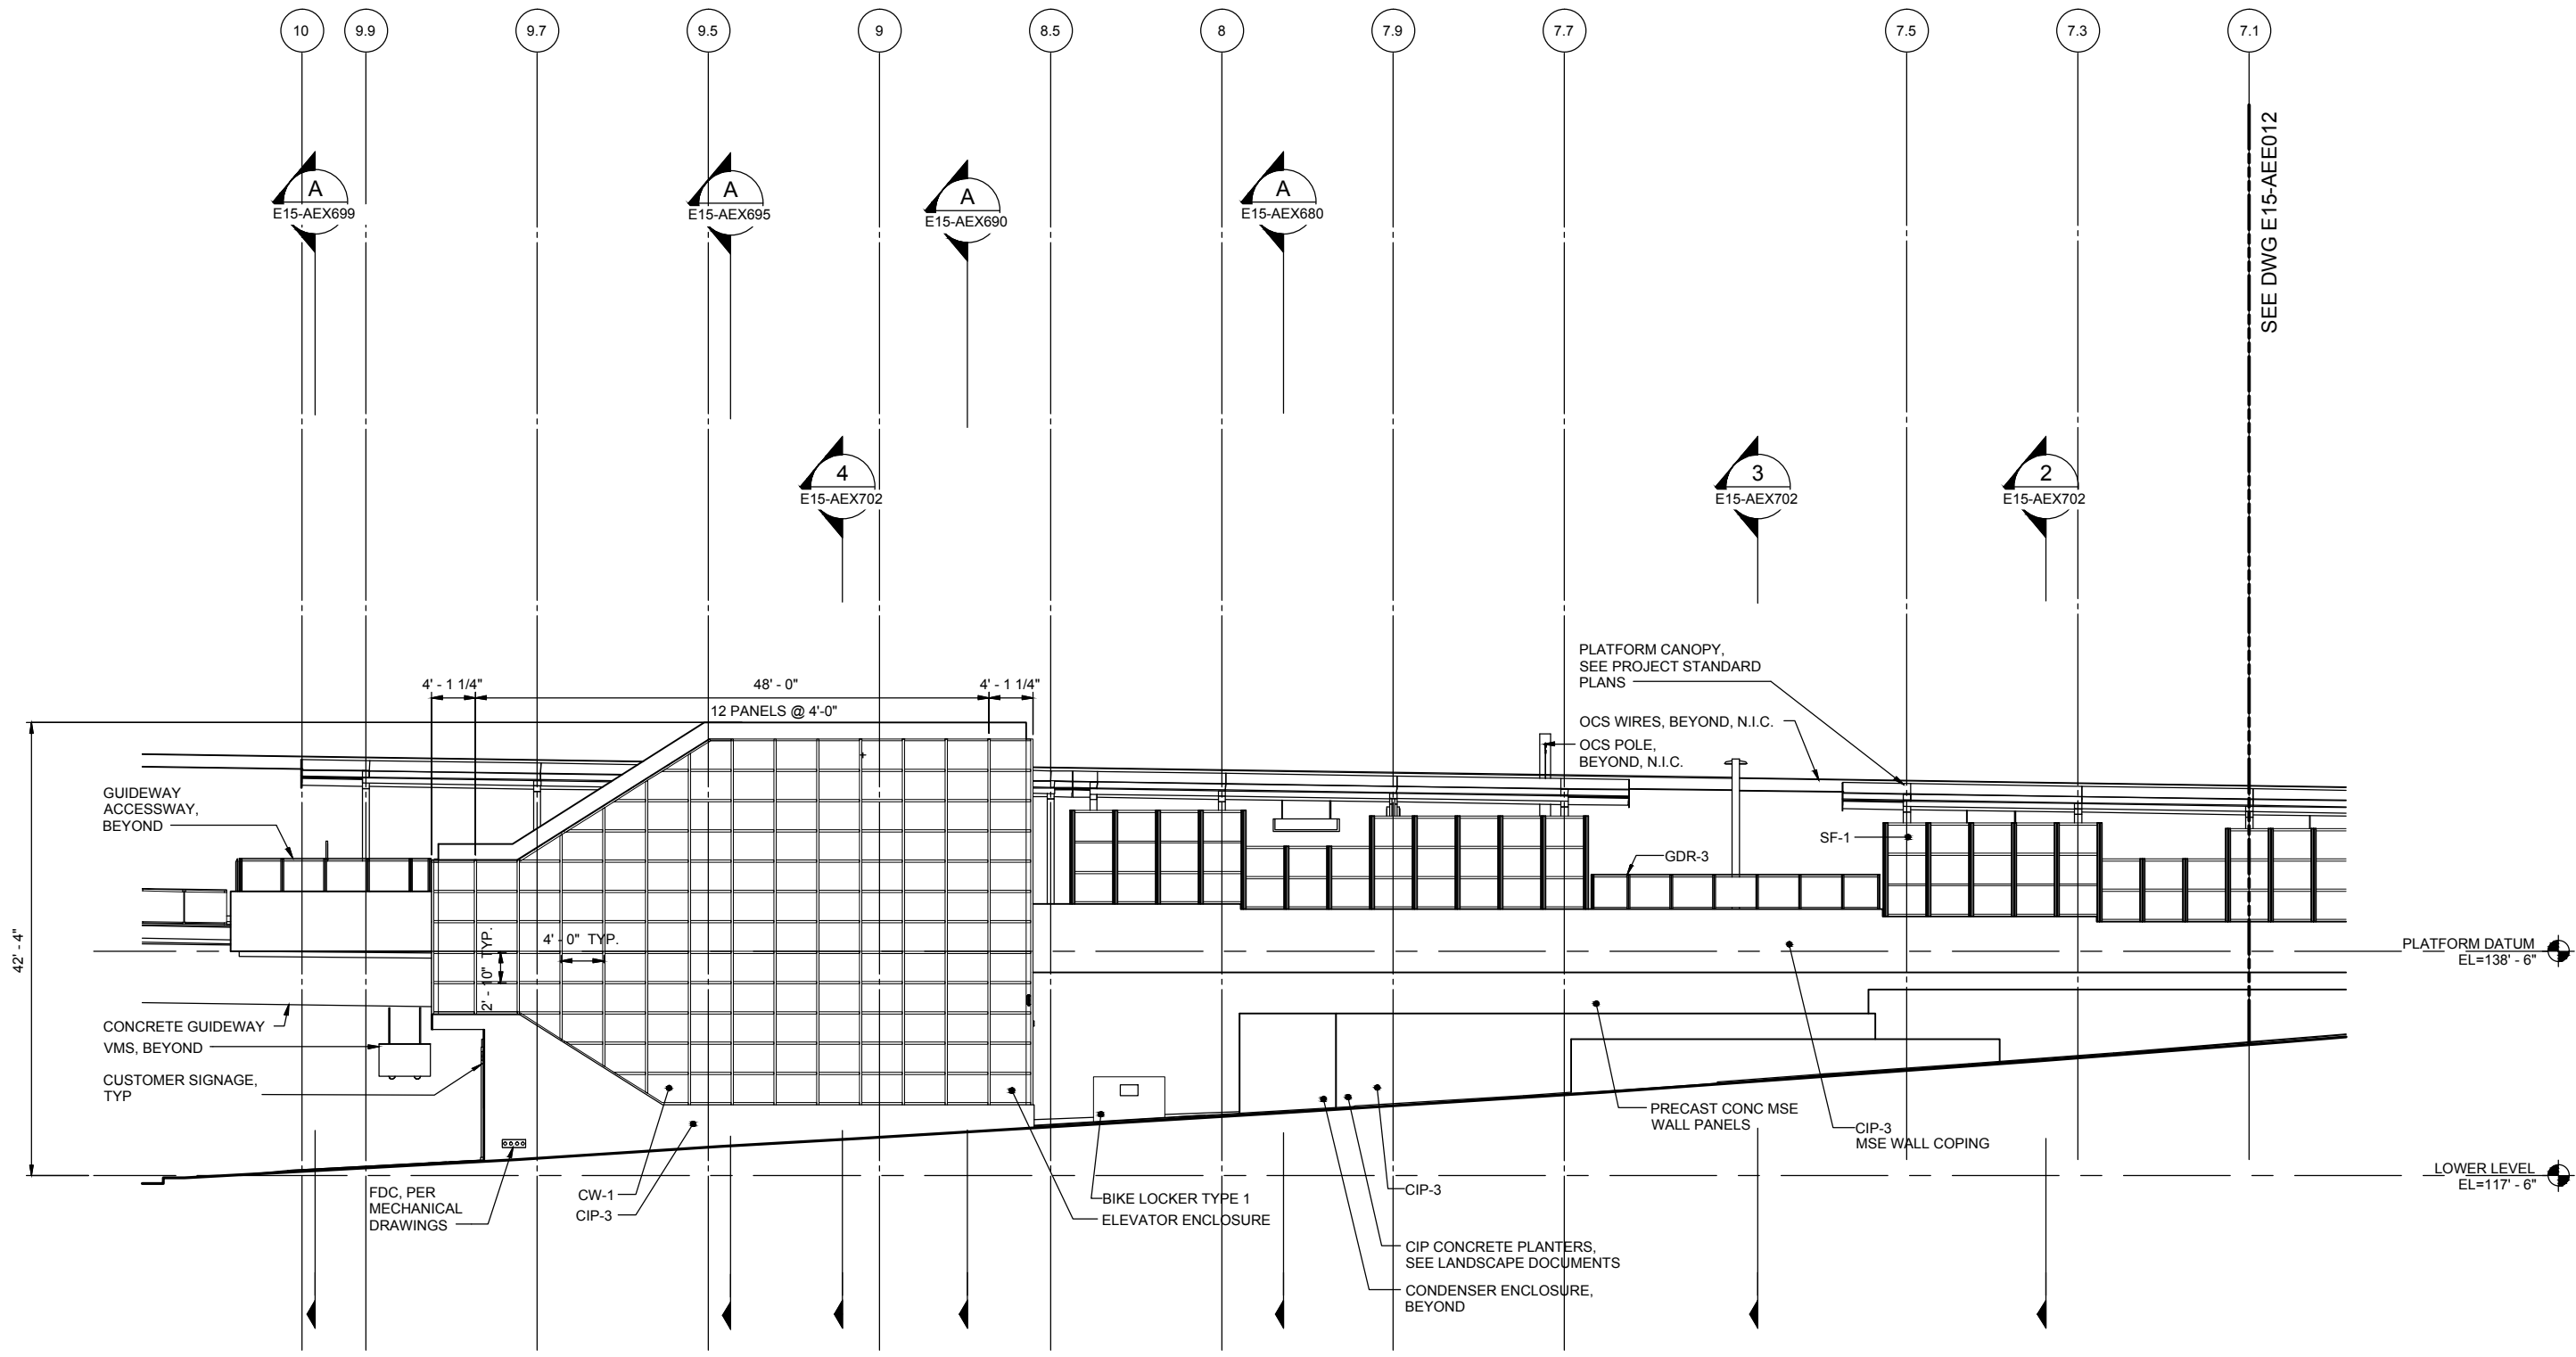 10
9.9
9.7
9.5
9
8.5
8
7.9
7.7
7.5
7.3
7.1
SEE DWG E15-AEE012
A
E15-AEX699
A
E15-AEX695
A
E15-AEX690
A
E15-AEX680
4
E15-AEX702
3
E15-AEX702
2
E15-AEX702
PLATFORM CANOPY,
SEE PROJECT STANDARD
PLANS
4' - 1 1/4"
48' - 0"
4' - 1 1/4"
12 PANELS @ 4'-0"
OCS WIRES, BEYOND, N.I.C.
OCS POLE,
BEYOND, N.I.C.
GUIDEWAY
ACCESSWAY,
BEYOND
SF-1
GDR-3
42' - 4"
4' - 0" TYP.
2' - 10" TYP.
PLATFORM DATUM
EL=138' - 6"
CONCRETE GUIDEWAY
VMS, BEYOND
CUSTOMER SIGNAGE,
TYP
PRECAST CONC MSE
WALL PANELS
CIP-3
MSE WALL COPING
LOWER LEVEL
EL=117' - 6"
FDC, PER
MECHANICAL
DRAWINGS
CW-1
CIP-3
BIKE LOCKER TYPE 1
ELEVATOR ENCLOSURE
CIP-3
CIP CONCRETE PLANTERS,
SEE LANDSCAPE DOCUMENTS
CONDENSER ENCLOSURE,
BEYOND